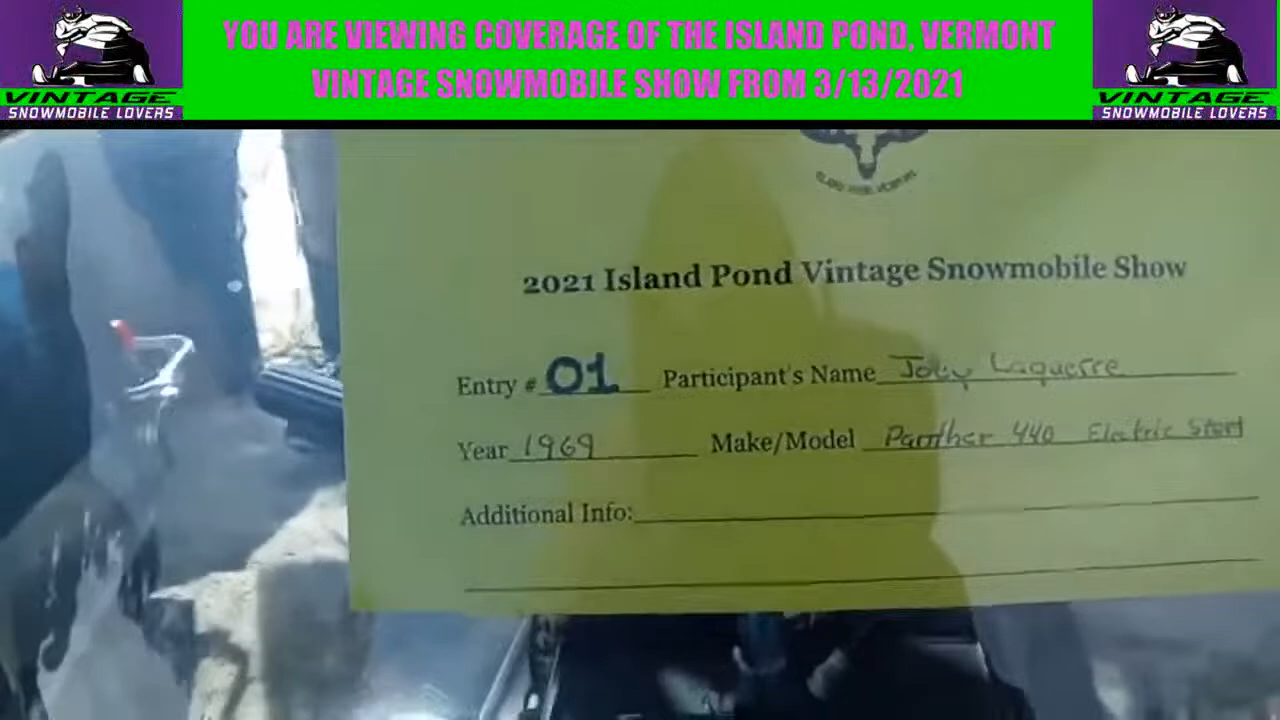 YOU ARE VIEWING COVERAGE OF THE ISLAND POND, VERMONT
VINTAGE SNOWMOBILE SHOW FROM 3/13/2021
VINTAGE
SNOWMOBILE LOVERS
VINTAGE
SNOWMOBILE LOVERS
2021 Island Pond Vintage Snowmobile Show
Entry # 01 Participant's Name Joey Laquerre
Year 1969 Make/Model Panther 440 Electric Start
Additional Info: